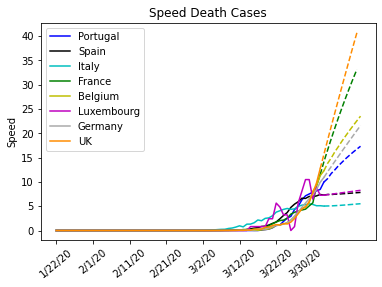 Speed Death Cases
Portugal
Spain
Italy
France
Belgium
Luxembourg
Germany
UK
Speed
40
35
30
25
20
15
10
5
0
1/22/20
2/1/20
2/11/20
2/21/20
3/2/20
3/12/20
3/22/20
3/30/20